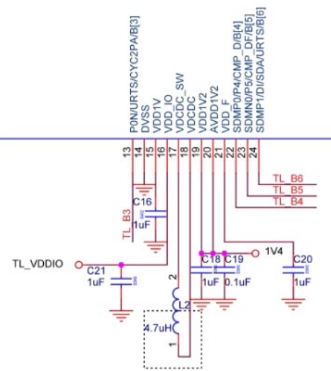 P0N/URTS/CYC2PA/B[3]
DVSS
VDD1V
VDD_IO
VDCDC_SW
VDCDC
VDD1V2
AVDD1V2
VDD_F
SDMP0/P4/CMP_D/B[4]
SDMN0/P5/CMP_DF/B[5]
SDMP1/DI/SDA/URTS/B[6]
13
14
15
16
17
18
19
20
21
22
23
24
TL_B6
TL_B5
TL_B4
TL_B3
C16
1uF
TL_VDDIO
C21
1uF
2
L2
4.7uH
1
C18
1uF
C19
0.1uF
1V4
C20
1uF